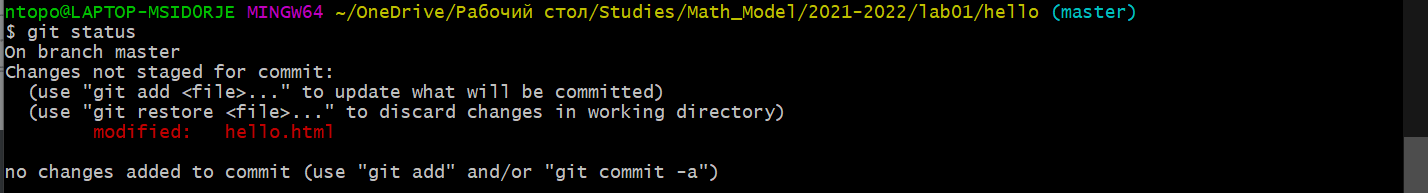 ntopo@LAPTOP-MSIDORJE MINGW64 ~/OneDrive/Рабочий стол/Studies/Math_Model/2021-2022/lab01/hello (master)
$ git status
On branch master
Changes not staged for commit:
  (use "git add <file>..." to update what will be committed)
  (use "git restore <file>..." to discard changes in working directory)
        modified:   hello.html
no changes added to commit (use "git add" and/or "git commit -a")